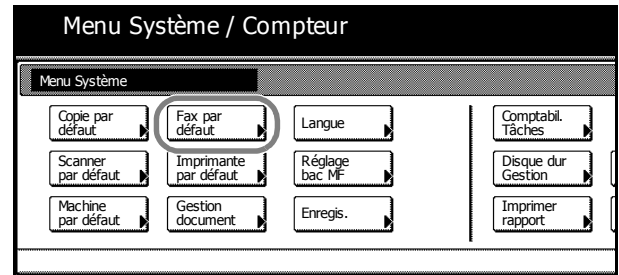 Menu Système / Compteur
Menu Système
Copie par
défaut
Fax par
défaut
Langue
Comptabil.
Tâches
Scanner
par défaut
Imprimante
par défaut
Réglage
bac MF
Disque dur
Gestion
Machine
par défaut
Gestion
document
Enregis.
Imprimer
rapport